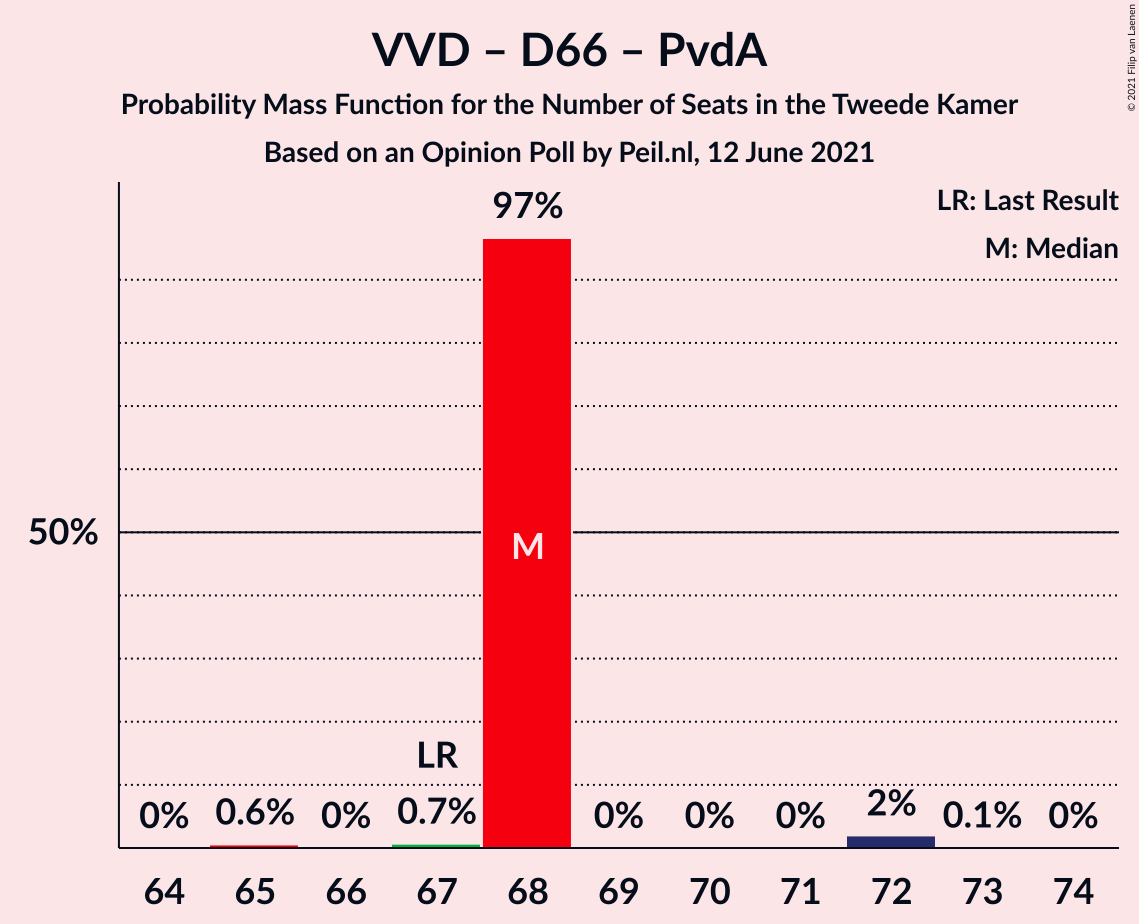 VVD – D66 – PvdA
Probability Mass Function for the Number of Seats in the Tweede Kamer
Based on an Opinion Poll by Peil.nl, 12 June 2021
© 2021 Filip van Laenen
LR: Last Result
M: Median
97%
50%
M
LR
0% 0.6% 0% 0.7% 0% 0% 0% 2% 0.1% 0%
64 65 66 67 68 69 70 71 72 73 74